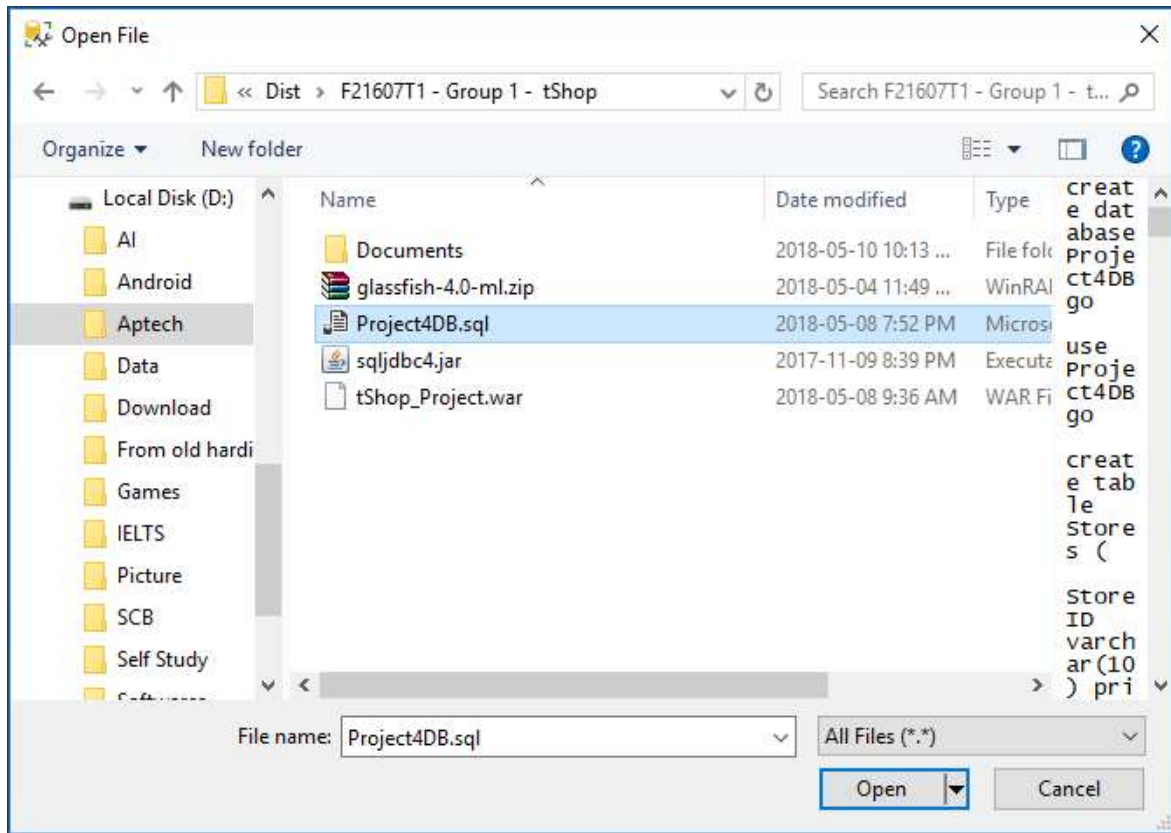 Open File
« Dist › F21607T1 - Group 1 - tShop
Search F21607T1 - Group 1 - t...
Organize
New folder
Local Disk (D:)
AI
Android
Aptech
Data
Download
From old hardi
Games
IELTS
Picture
SCB
Self Study
Name Date modified Type
Documents 2018-05-10 10:13 ... File fold
glassfish-4.0-ml.zip 2018-05-04 11:49 ... WinRAI
Project4DB.sql 2018-05-08 7:52 PM Micros
sqljdbc4.jar 2017-11-09 8:39 PM Executa
tShop_Project.war 2018-05-08 9:36 AM WAR Fi
creat
e dat
abase
Proje
ct4DB
go
use
Proje
ct4DB
go
creat
e tab
le
Store
s (
Store
ID
varch
ar(10
) pri
File name: Project4DB.sql
All Files (*.*)
Open
Cancel